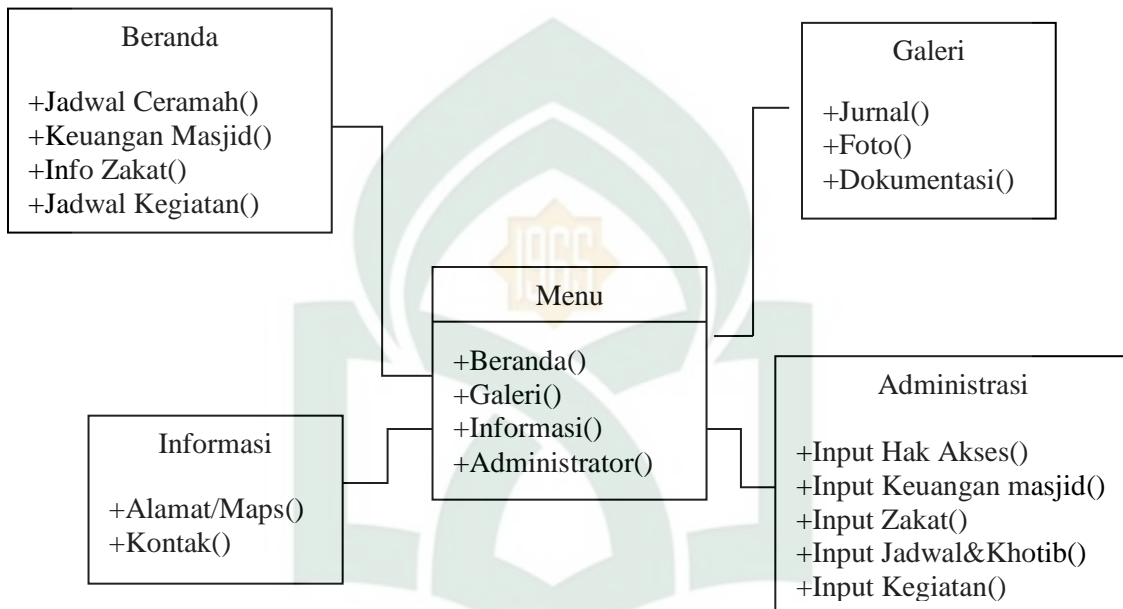 Beranda
+Jadwal Ceramah()
+Keuangan Masjid()
+Info Zakat()
+Jadwal Kegiatan()
Galeri
+Jurnal()
+Foto()
+Dokumentasi()
1965
Menu
+Beranda()
+Galeri()
+Informasi()
+Administrator()
Informasi
+Alamat/Maps()
+Kontak()
Administrasi
+Input Hak Akses()
+Input Keuangan masjid()
+Input Zakat()
+Input Jadwal&Khotib()
+Input Kegiatan()